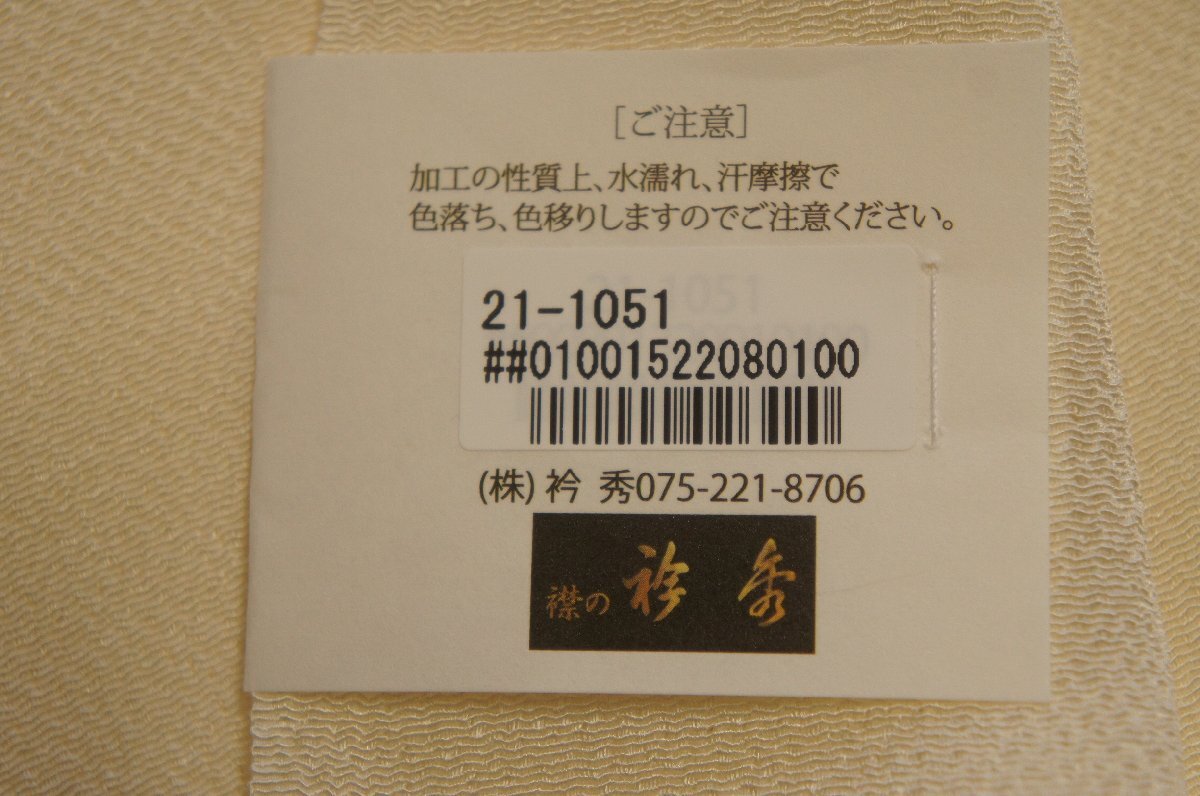 [ご注意]
加工の性質上、水濡れ、汗摩擦で
色落ち、色移りしますのでご注意ください。
21-1051
##01001522080100
(株) 衿 秀075-221-8706
襟の 衿 秀